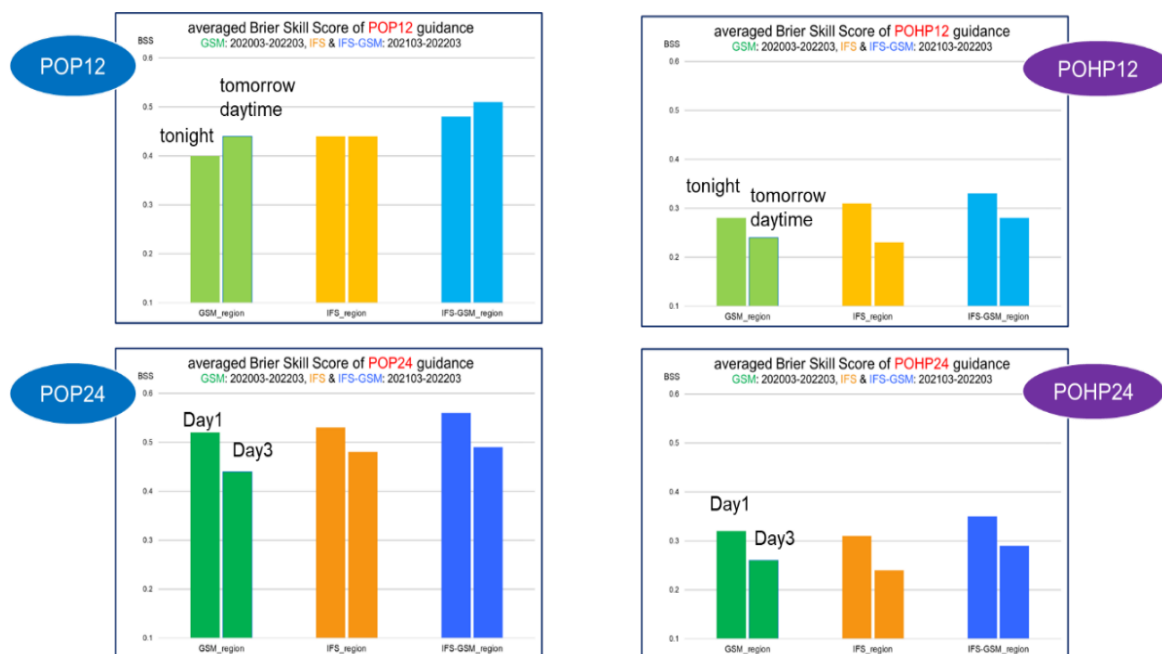 POP12
averaged Brier Skill Score of POP12 guidance
GSM: 202003-202203, IFS & IFS-GSM: 202103-202203
BSS
0.6
0.5
0.4
0.3
0.2
0.1
tonight
tomorrow
daytime
GSM_region
IFS_region
IFS-GSM_region
POHP12
averaged Brier Skill Score of POHP12 guidance
GSM: 202003-202203, IFS & IFS-GSM: 202103-202203
BSS
0.6
0.5
0.4
0.3
0.2
0.1
tonight
tomorrow
daytime
GSM_region
IFS_region
IFS-GSM_region
POP24
averaged Brier Skill Score of POP24 guidance
GSM: 202003-202203, IFS & IFS-GSM: 202103-202203
BSS
0.6
0.5
0.4
0.3
0.2
0.1
Day1
Day3
GSM_region
IFS_region
IFS-GSM_region
POHP24
averaged Brier Skill Score of POHP24 guidance
GSM: 202003-202203, IFS & IFS-GSM: 202103-202203
BSS
0.6
0.5
0.4
0.3
0.2
0.1
Day1
Day3
GSM_region
IFS_region
IFS-GSM_region